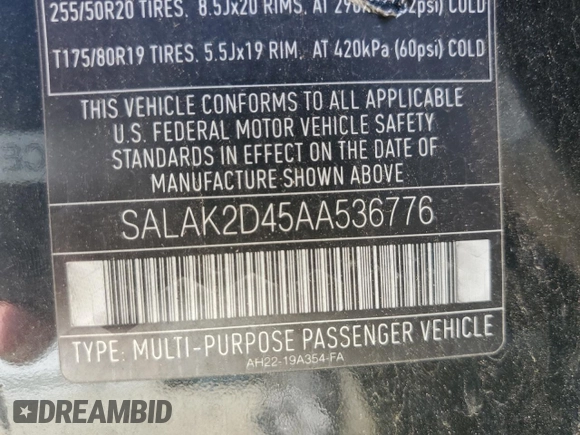 255/50R20 TIRES. 8.5Jx20 RIMS, AT 290 COLD
T175/80R19 TIRES. 5.5Jx19 RIM, AT 420kPa (60psi) COLD
THIS VEHICLE CONFORMS TO ALL APPLICABLE
U.S. FEDERAL MOTOR VEHICLE SAFETY
STANDARDS IN EFFECT ON THE DATE OF
MANUFACTURE SHOWN ABOVE
SALAK2D45AA536776
TYPE: MULTI-PURPOSE PASSENGER VEHICLE
AH22-19A354-FA
DREAMBID